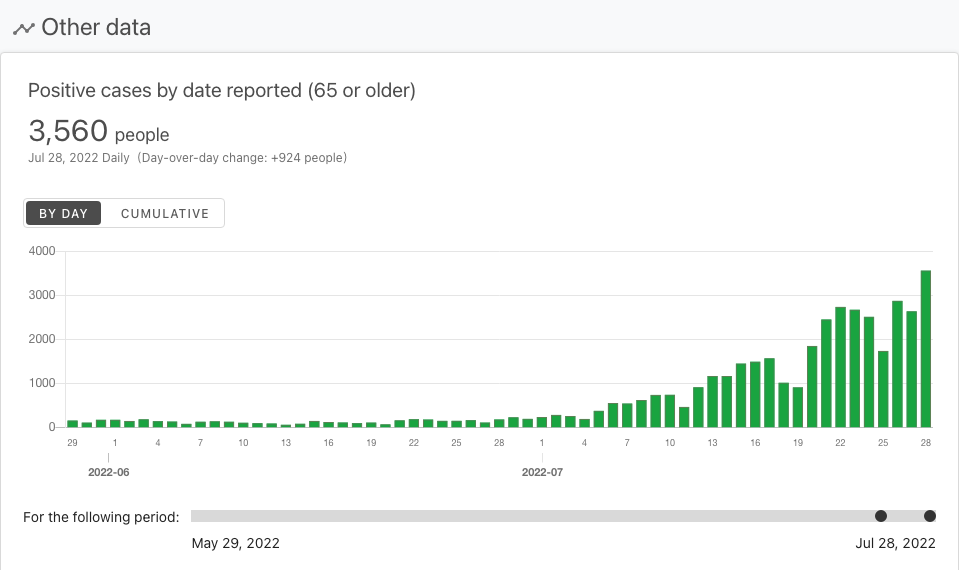 Other data
Positive cases by date reported (65 or older)
3,560 people
Jul 28, 2022 Daily (Day-over-day change: +924 people)
BY DAY CUMULATIVE
4000
3000
2000
1000
0
29 1 4 7 10 13 16 19 22 25 28 1 4 7 10 13 16 19 22 25 28
2022-06 2022-07
For the following period:
May 29, 2022 Jul 28, 2022